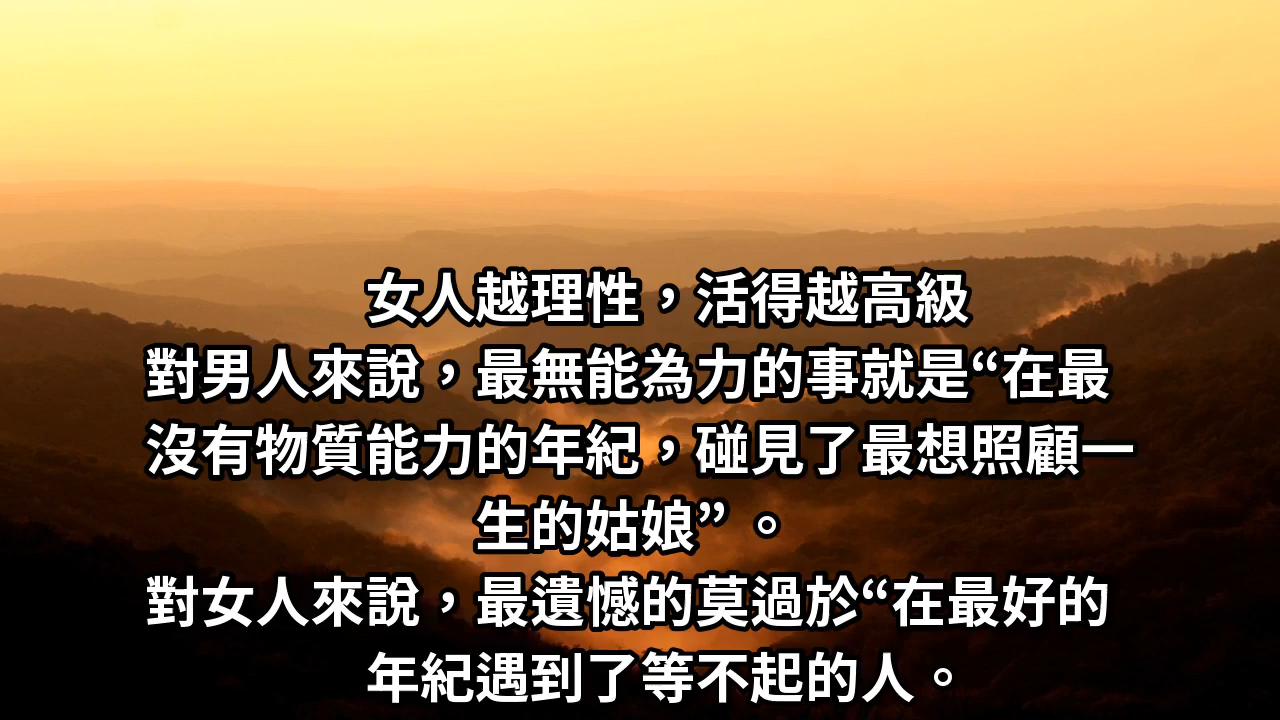 女人越理性，活得越高級
對男人來說，最無能為力的事就是“在最
沒有物質能力的年紀，碰見了最想照顧一
生的姑娘”。
對女人來說，最遺憾的莫過於“在最好的
年紀遇到了等不起的人。